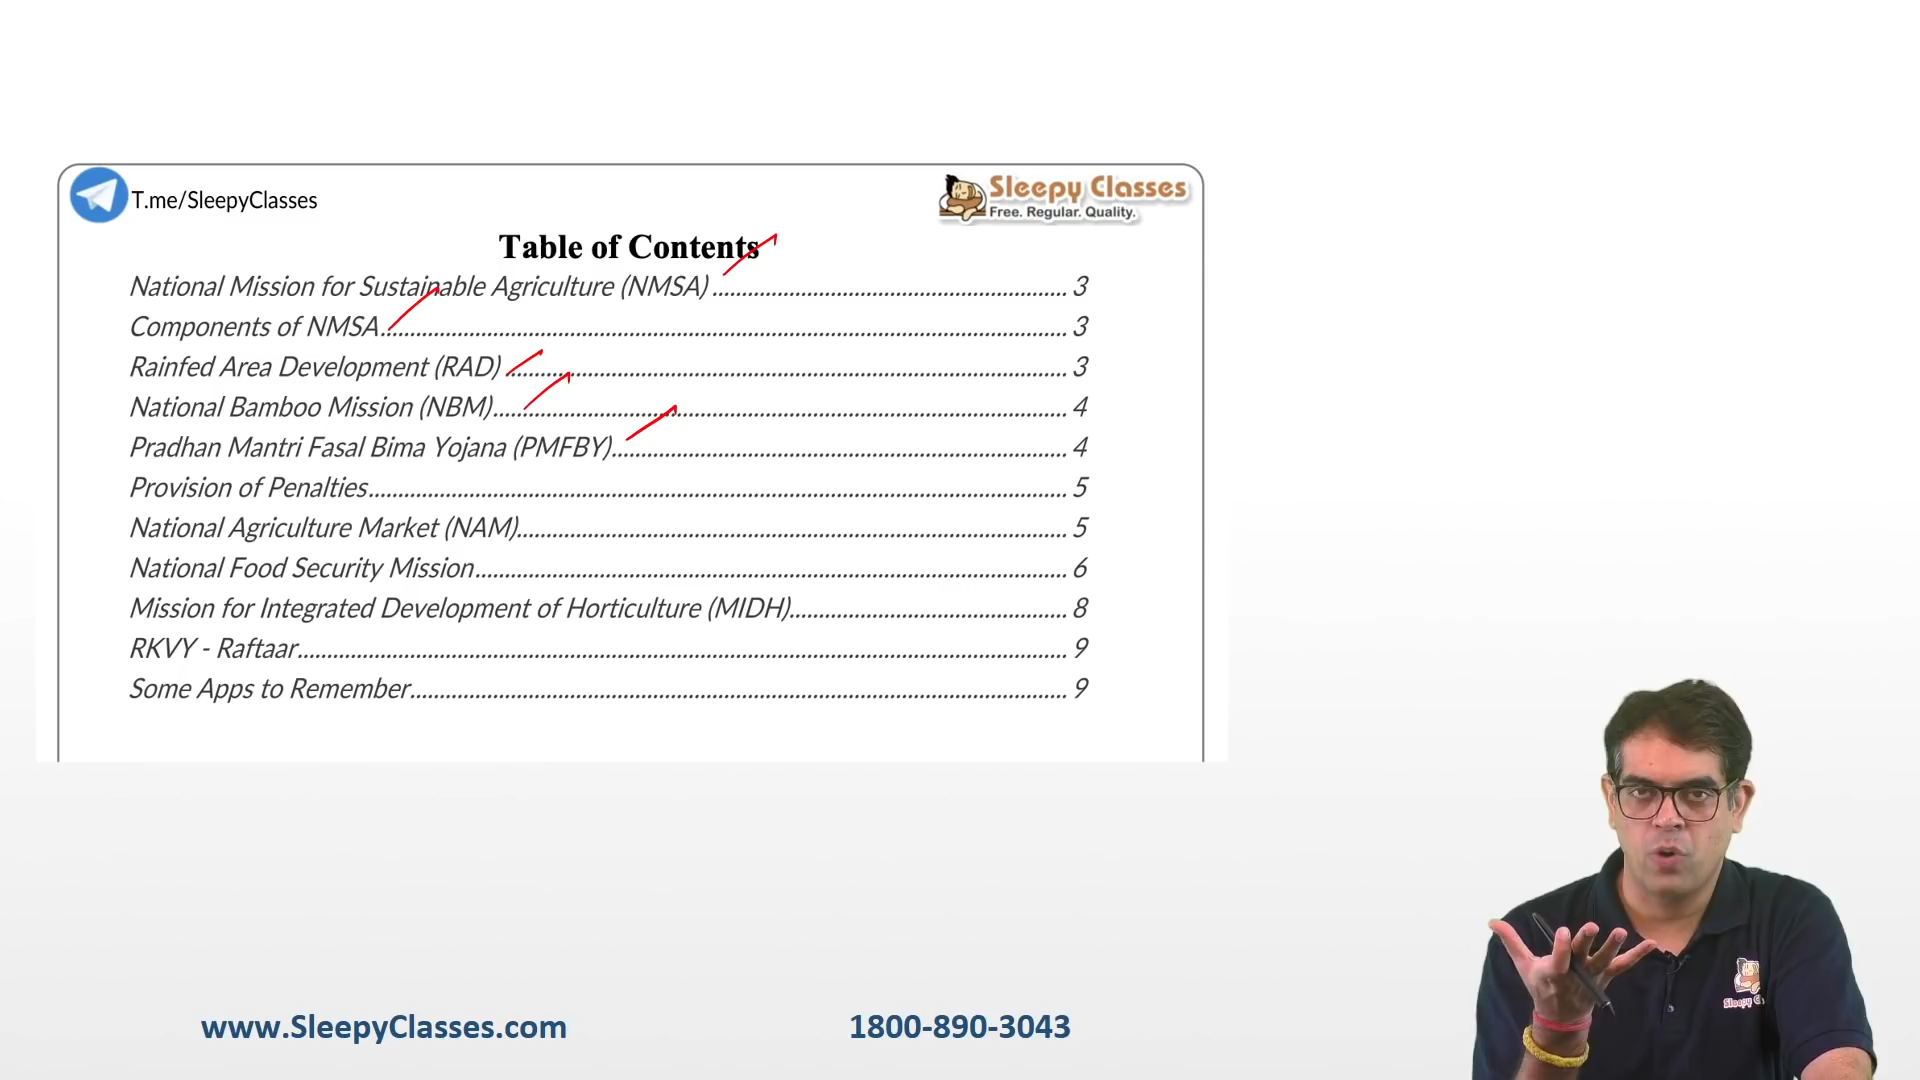 T.me/SleepyClasses
Sleepy Classes
Free. Regular. Quality.
Table of Contents
National Mission for Sustainable Agriculture (NMSA) 3
Components of NMSA 3
Rainfed Area Development (RAD) 3
National Bamboo Mission (NBM) 4
Pradhan Mantri Fasal Bima Yojana (PMFBY) 4
Provision of Penalties 5
National Agriculture Market (NAM) 5
National Food Security Mission 6
Mission for Integrated Development of Horticulture (MIDH) 8
RKVY - Raftaar 9
Some Apps to Remember 9
Sleepy
www.SleepyClasses.com
1800-890-3043